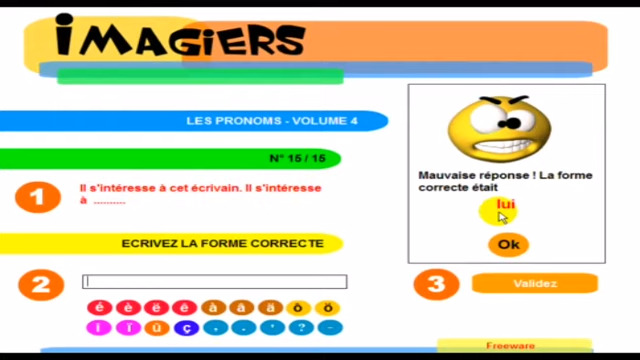 iMAGiERS
LES PRONOMS - VOLUME 4
N° 15 / 15
1
Il s'intéresse à cet écrivain. Il s'intéresse
à ..........
ECRIVEZ LA FORME CORRECTE
2
é è ë ê à â ä ô ö
î ï ù ç
? -
Mauvaise réponse ! La forme
correcte était
lui
Ok
3
Validez
Freeware